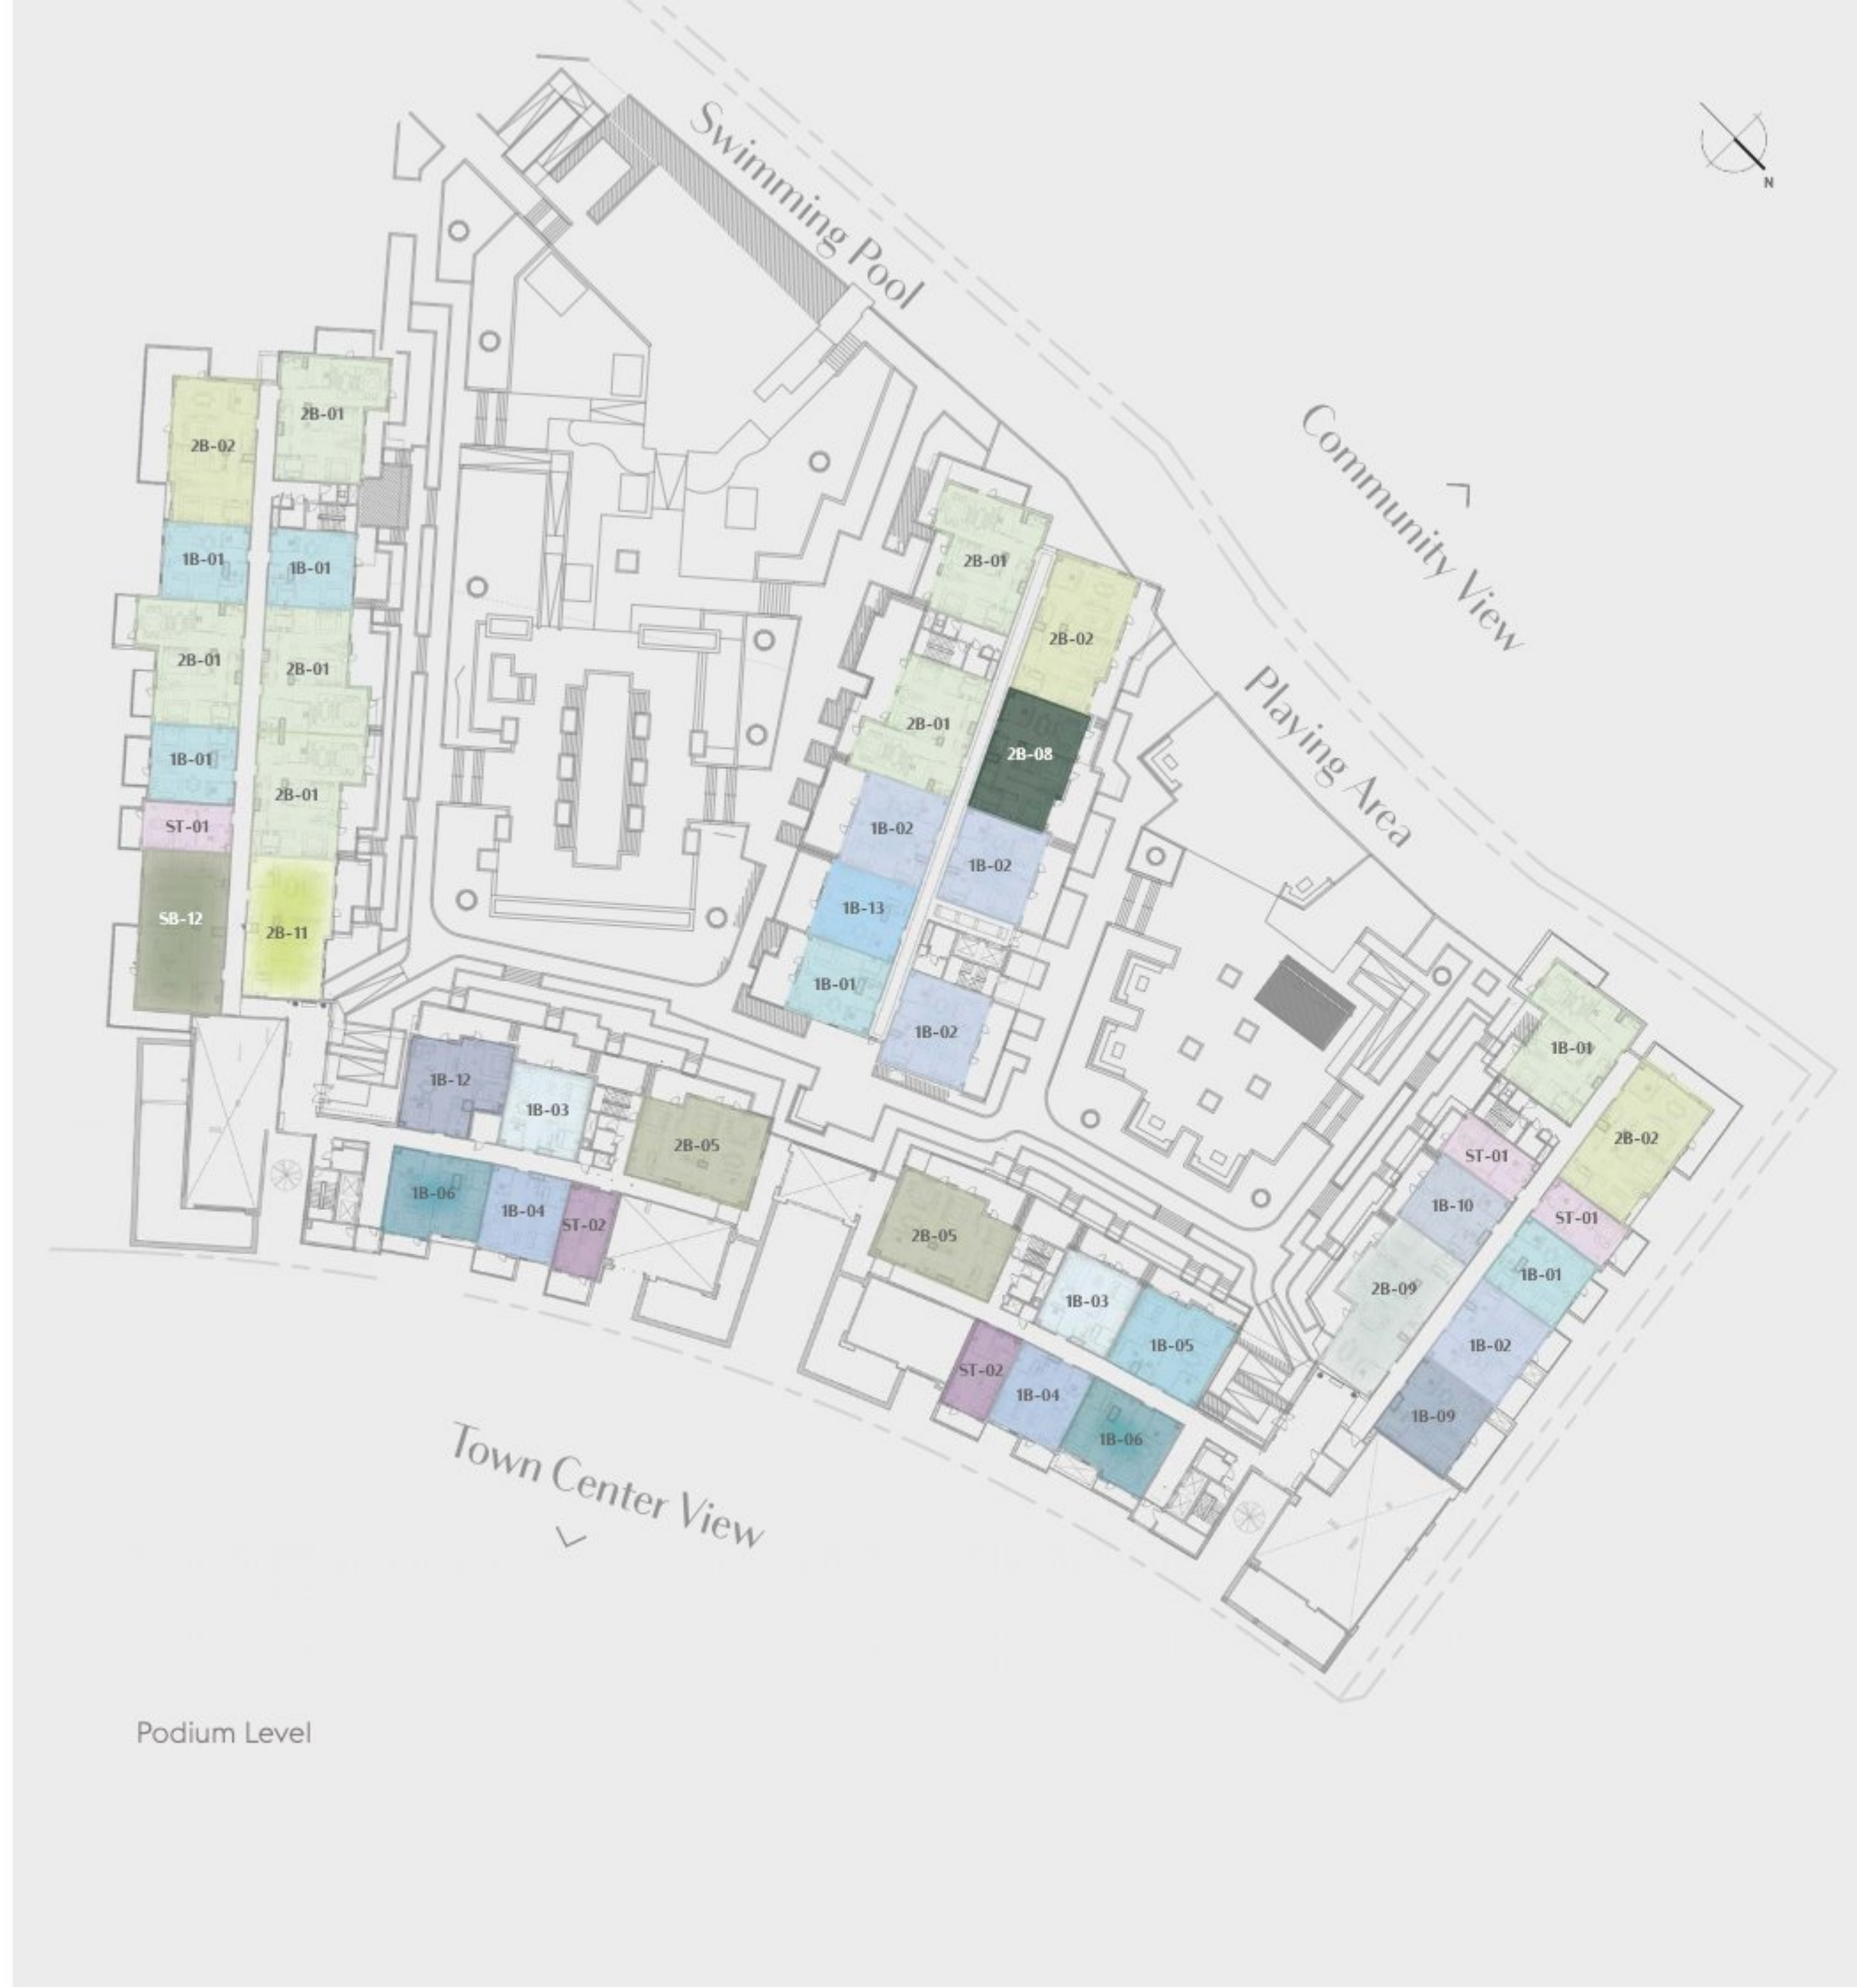 Swimming Pool
N
Community View
Playing Area
2B-01
2B-02
1B-01
1B-01
2B-01
2B-01
1B-01
2B-01
ST-01
SB-12
2B-11
2B-01
2B-02
2B-01
2B-08
1B-02
1B-02
1B-13
1B-01
1B-02
1B-12
1B-03
2B-05
1B-06
1B-04
ST-02
2B-05
1B-03
1B-05
ST-02
1B-04
1B-06
1B-01
2B-02
ST-01
1B-10
ST-01
1B-01
2B-09
1B-02
1B-09
Town Center View
Podium Level